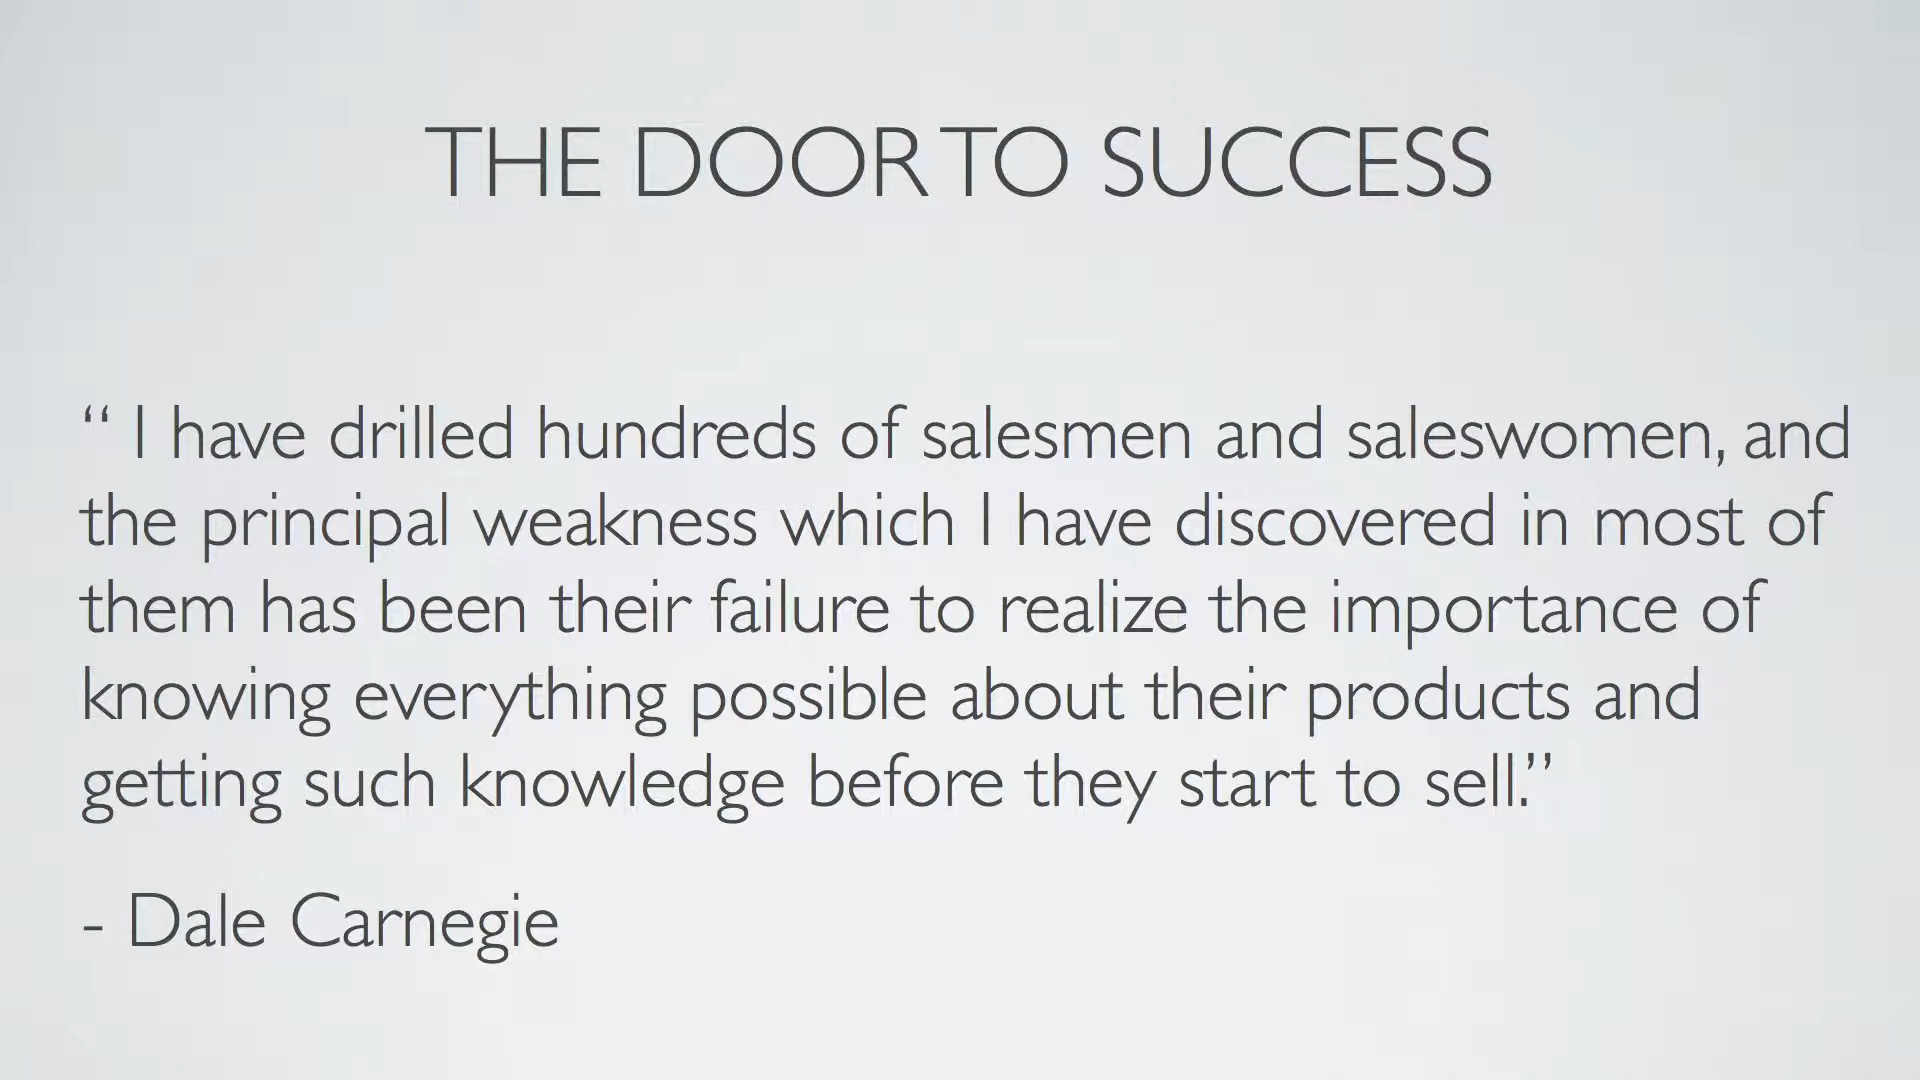 THE DOOR TO SUCCESS
“ I have drilled hundreds of salesmen and saleswomen, and
the principal weakness which I have discovered in most of
them has been their failure to realize the importance of
knowing everything possible about their products and
getting such knowledge before they start to sell.”
- Dale Carnegie